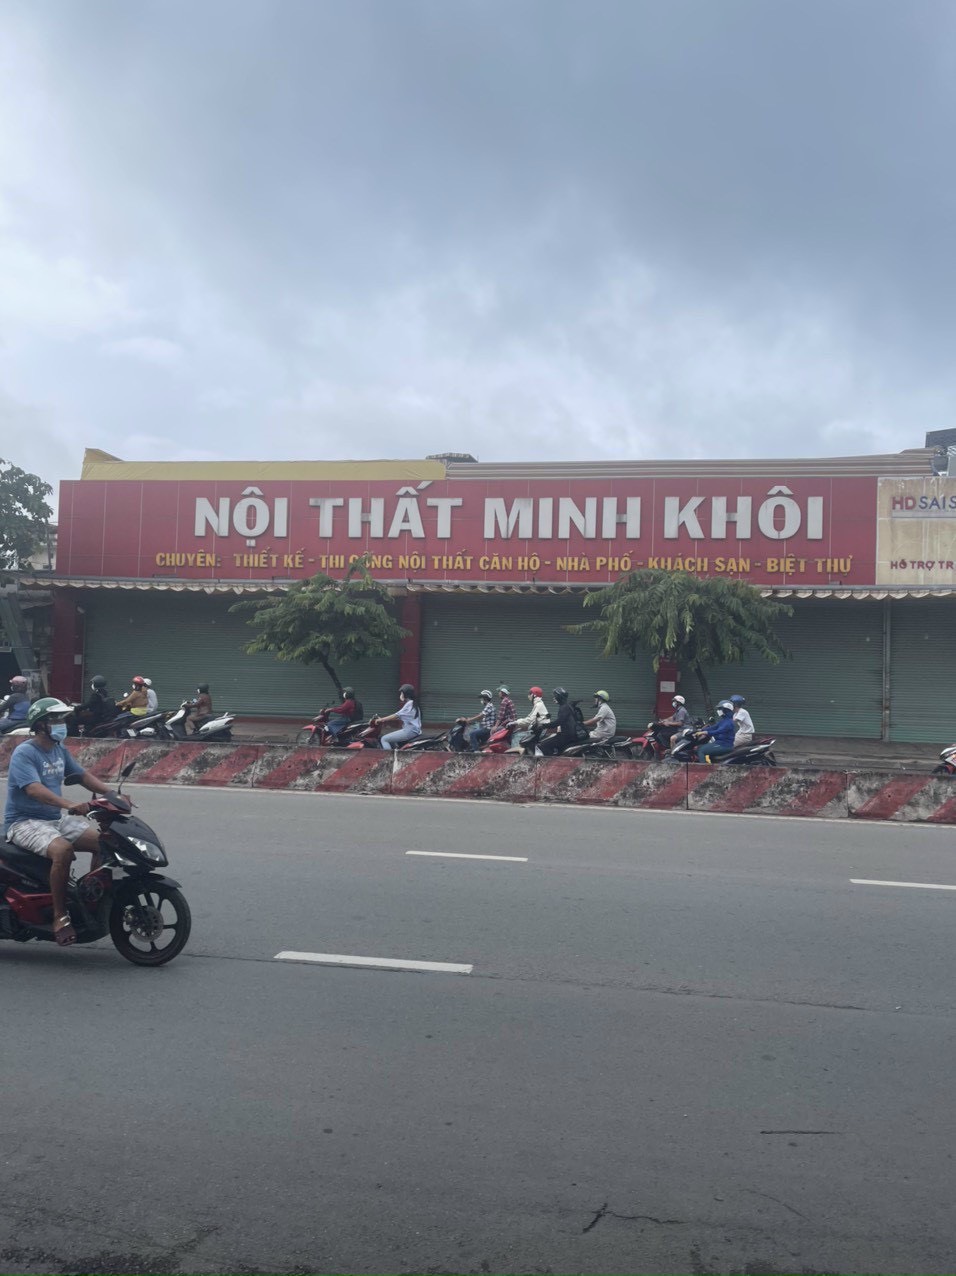 NỘI THẤT MINH KHÔI
CHUYÊN: THIẾT KẾ - THI CÔNG NỘI THẤT CĂN HỘ - NHÀ PHỐ - KHÁCH SẠN - BIỆT THỰ
HD SAIS
HỖ TRỢ TR